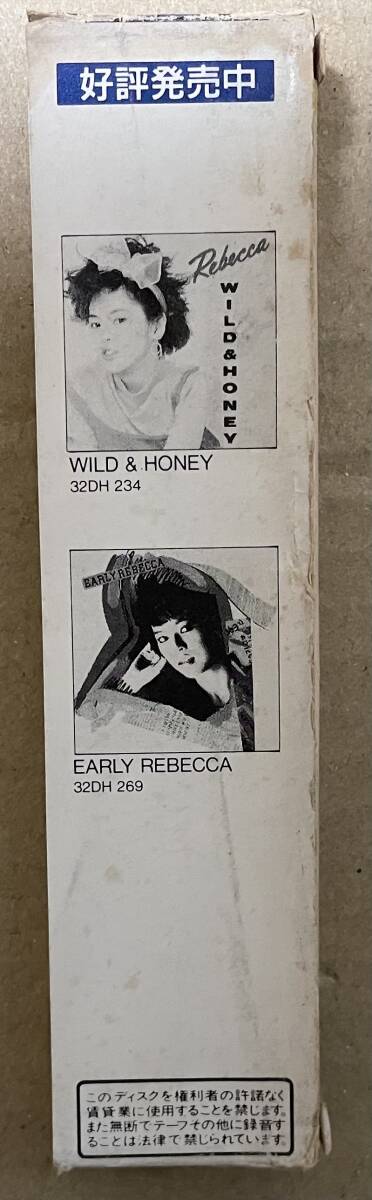 好評発売中
Rebecca
WILD & HONEY
WILD & HONEY
32DH 234
EARLY REBECCA
EARLY REBECCA
32DH 269
このディスクを権利者の許諾なく
賃貸業に使用することを禁じます。
また無断でテープその他に録音す
ることは法律で禁じられています。